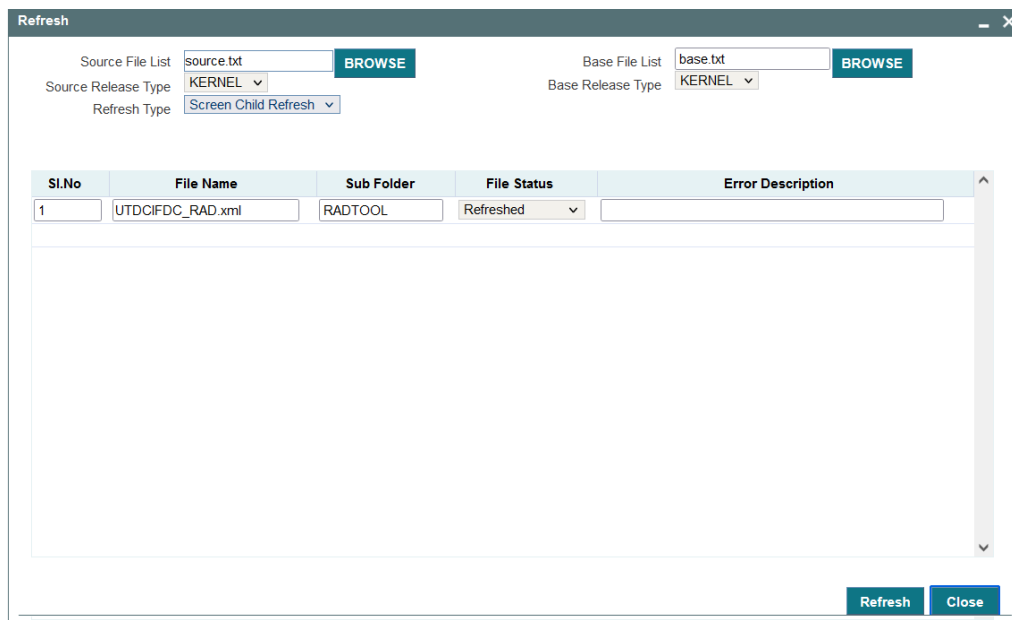 Refresh
Source File List source.txt BROWSE Base File List base.txt BROWSE
Source Release Type KERNEL Base Release Type KERNEL
Refresh Type Screen Child Refresh
Sl.No File Name Sub Folder File Status Error Description
1 UTDCIFDC_RAD.xml RADTOOL Refreshed
Refresh Close